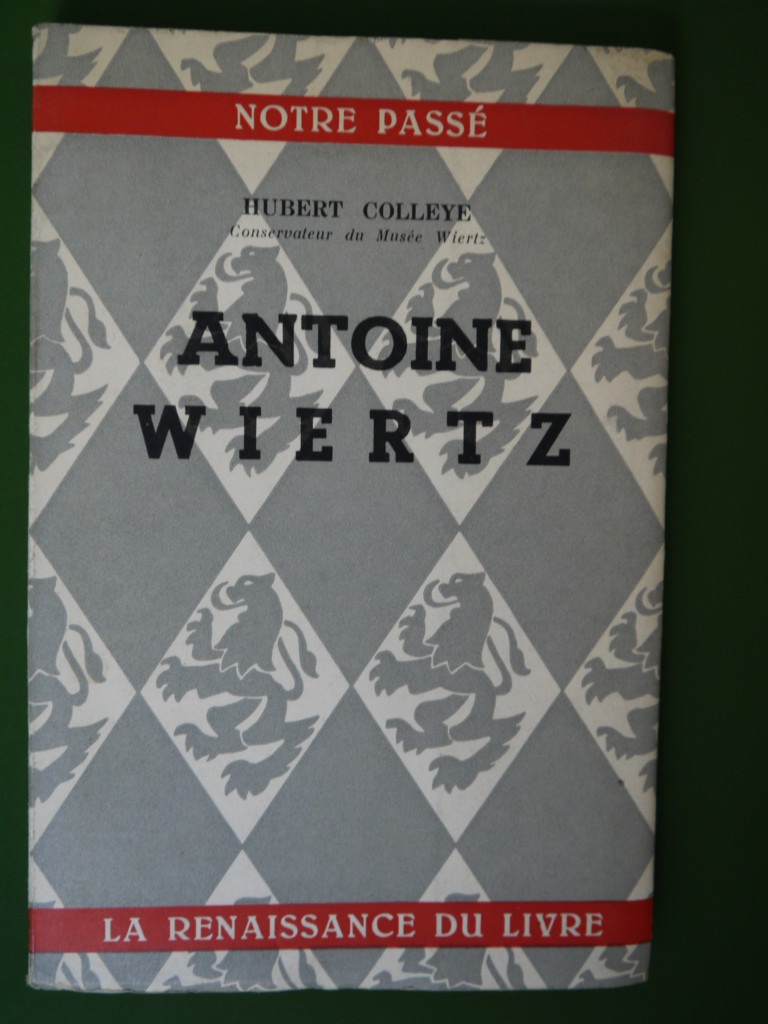 NOTRE PASSÉ
HUBERT COLLEYE
Conservateur du Musée Wiertz
ANTOINE
WIERTZ
LA RENAISSANCE DU LIVRE